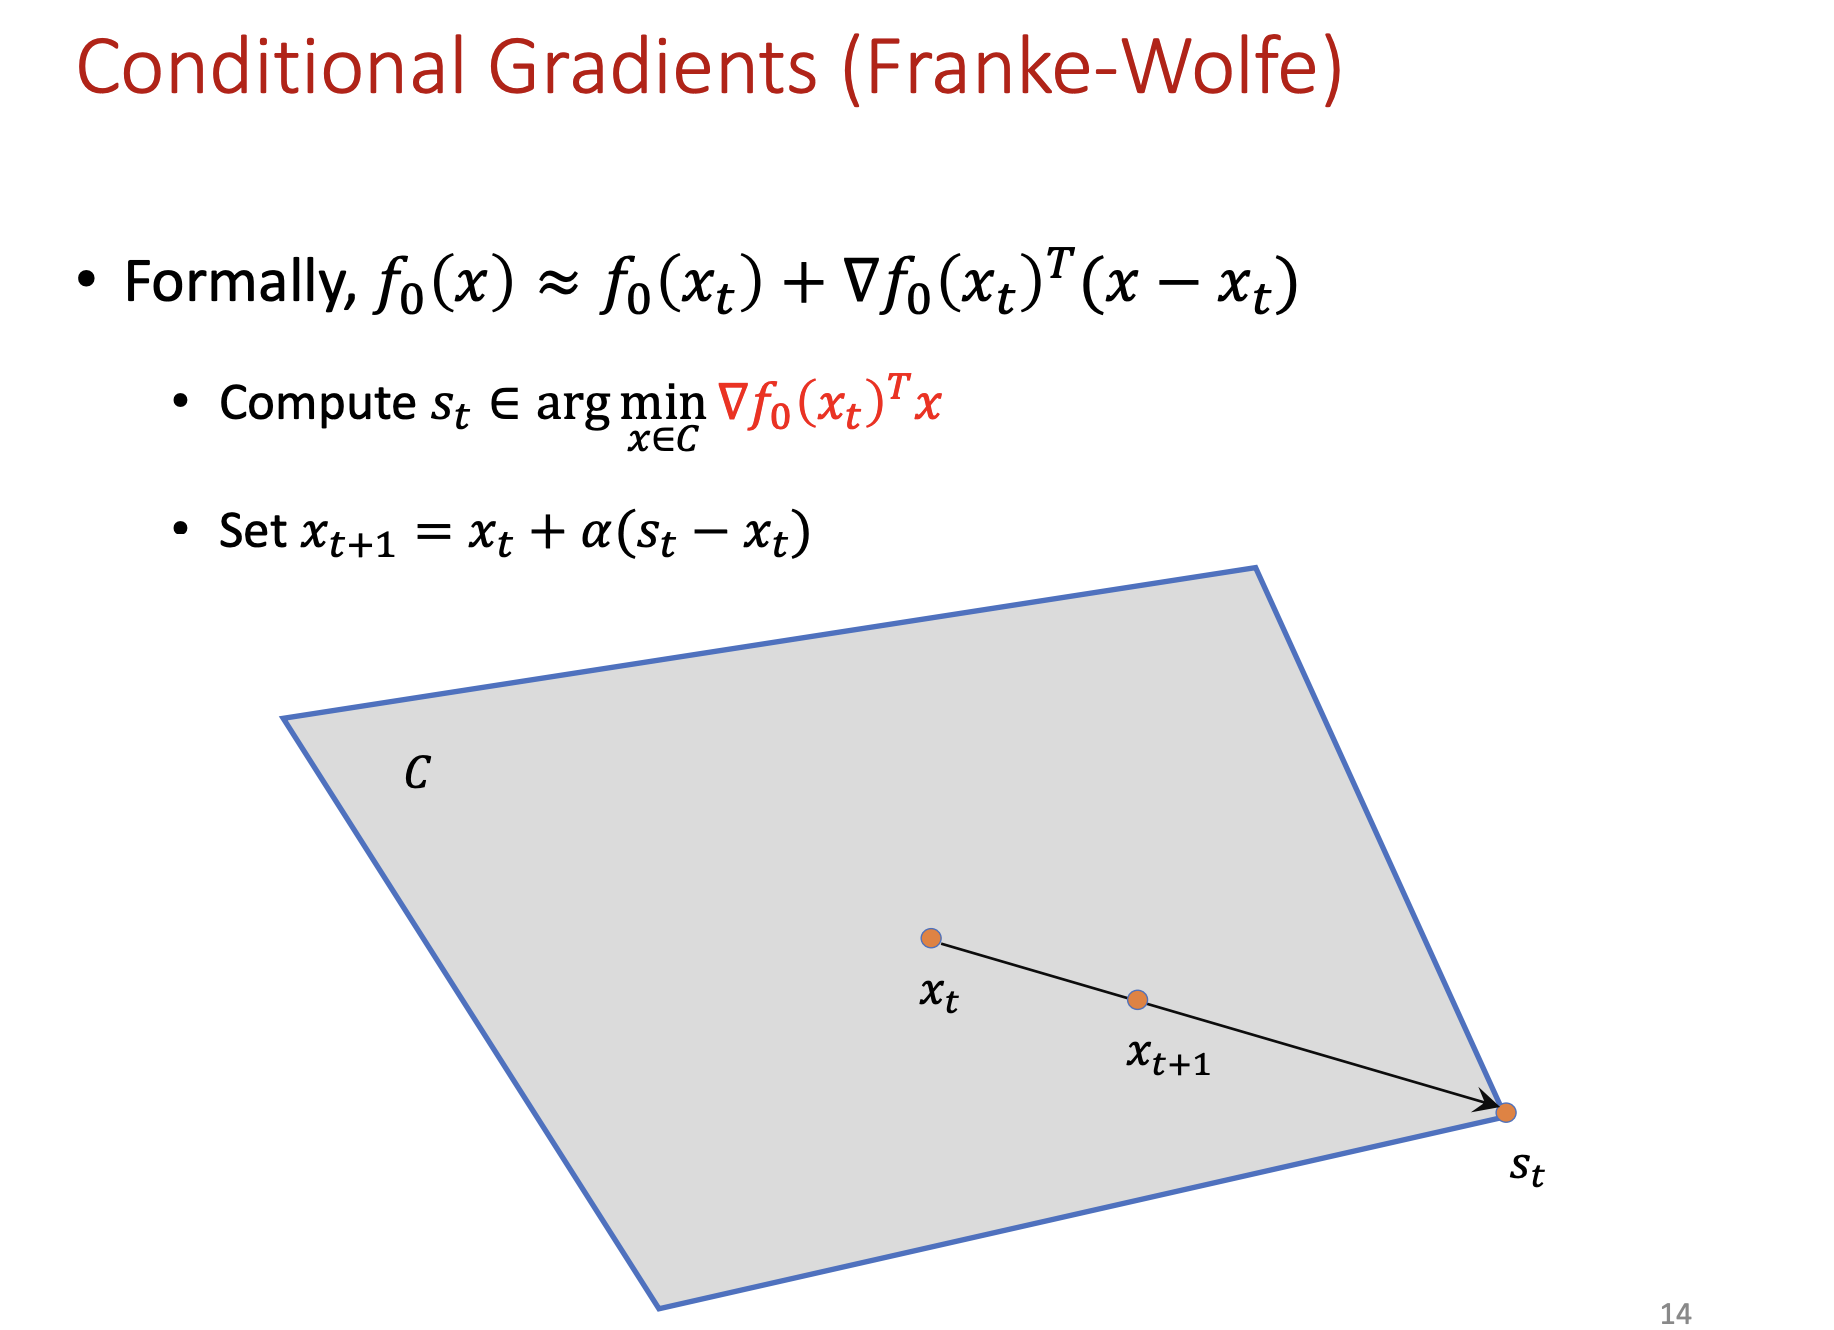 Conditional Gradients (Franke-Wolfe)
• Formally, f₀(x) ≈ f₀(xₜ) + ∇f₀(xₜ)ᵀ(x − xₜ)
• Compute sₜ ∈ arg min_{x∈C} ∇f₀(xₜ)ᵀx
• Set xₜ₊₁ = xₜ + α(sₜ − xₜ)
C
xₜ
xₜ₊₁
sₜ
14